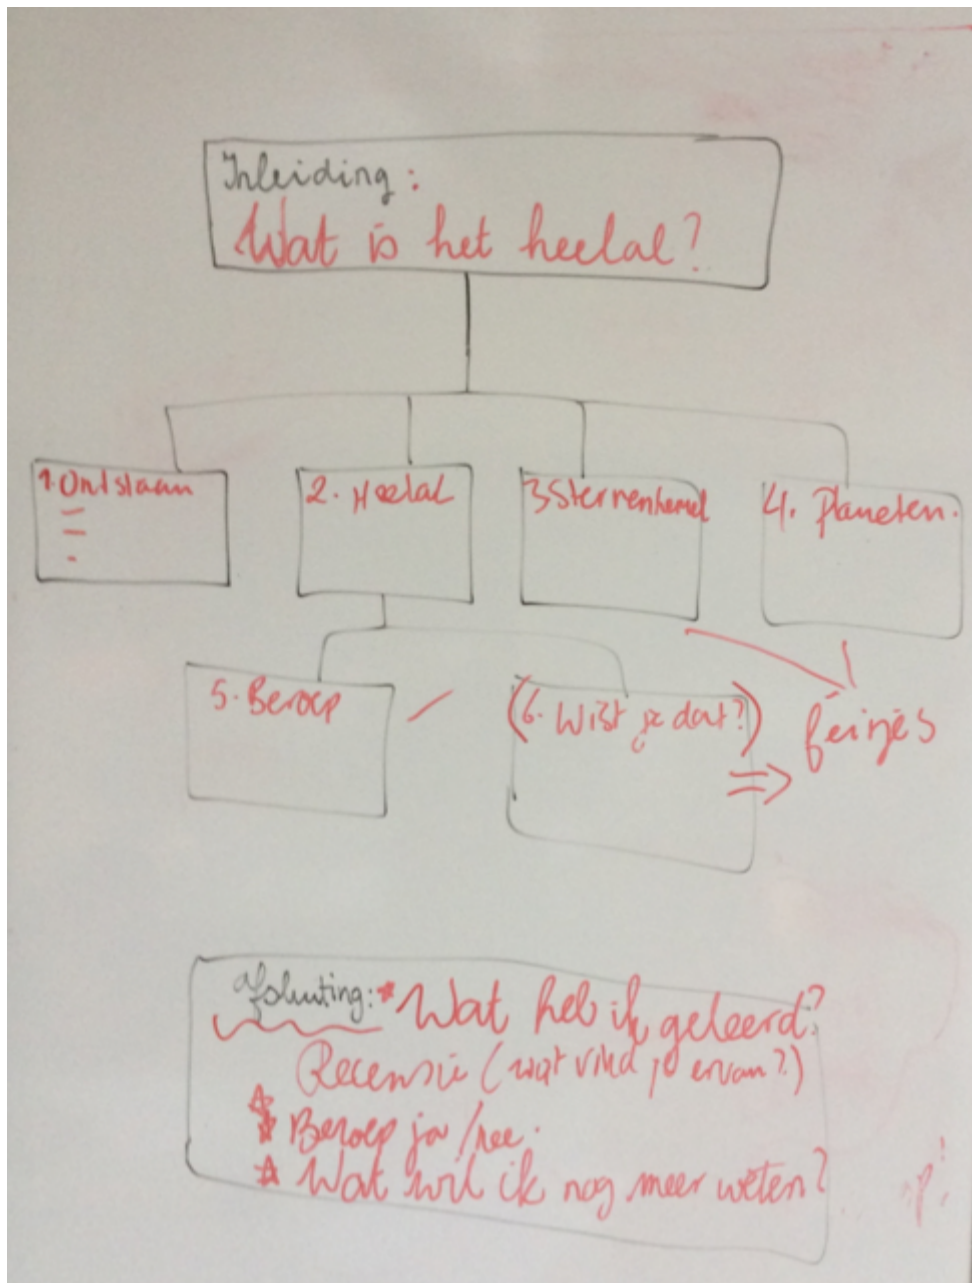 Inleiding:
Wat is het heelal?
1. Ontstaan
2. Heelal
3 Sterrenhemel
4. Planeten.
5. Beroep
(6. Wist je dat?)
=> feitjes
afsluiting: * Wat heb ik geleerd?
Recensie (wat vind je ervan?)
* Beroep ja/nee.
* Wat wil ik nog meer weten?